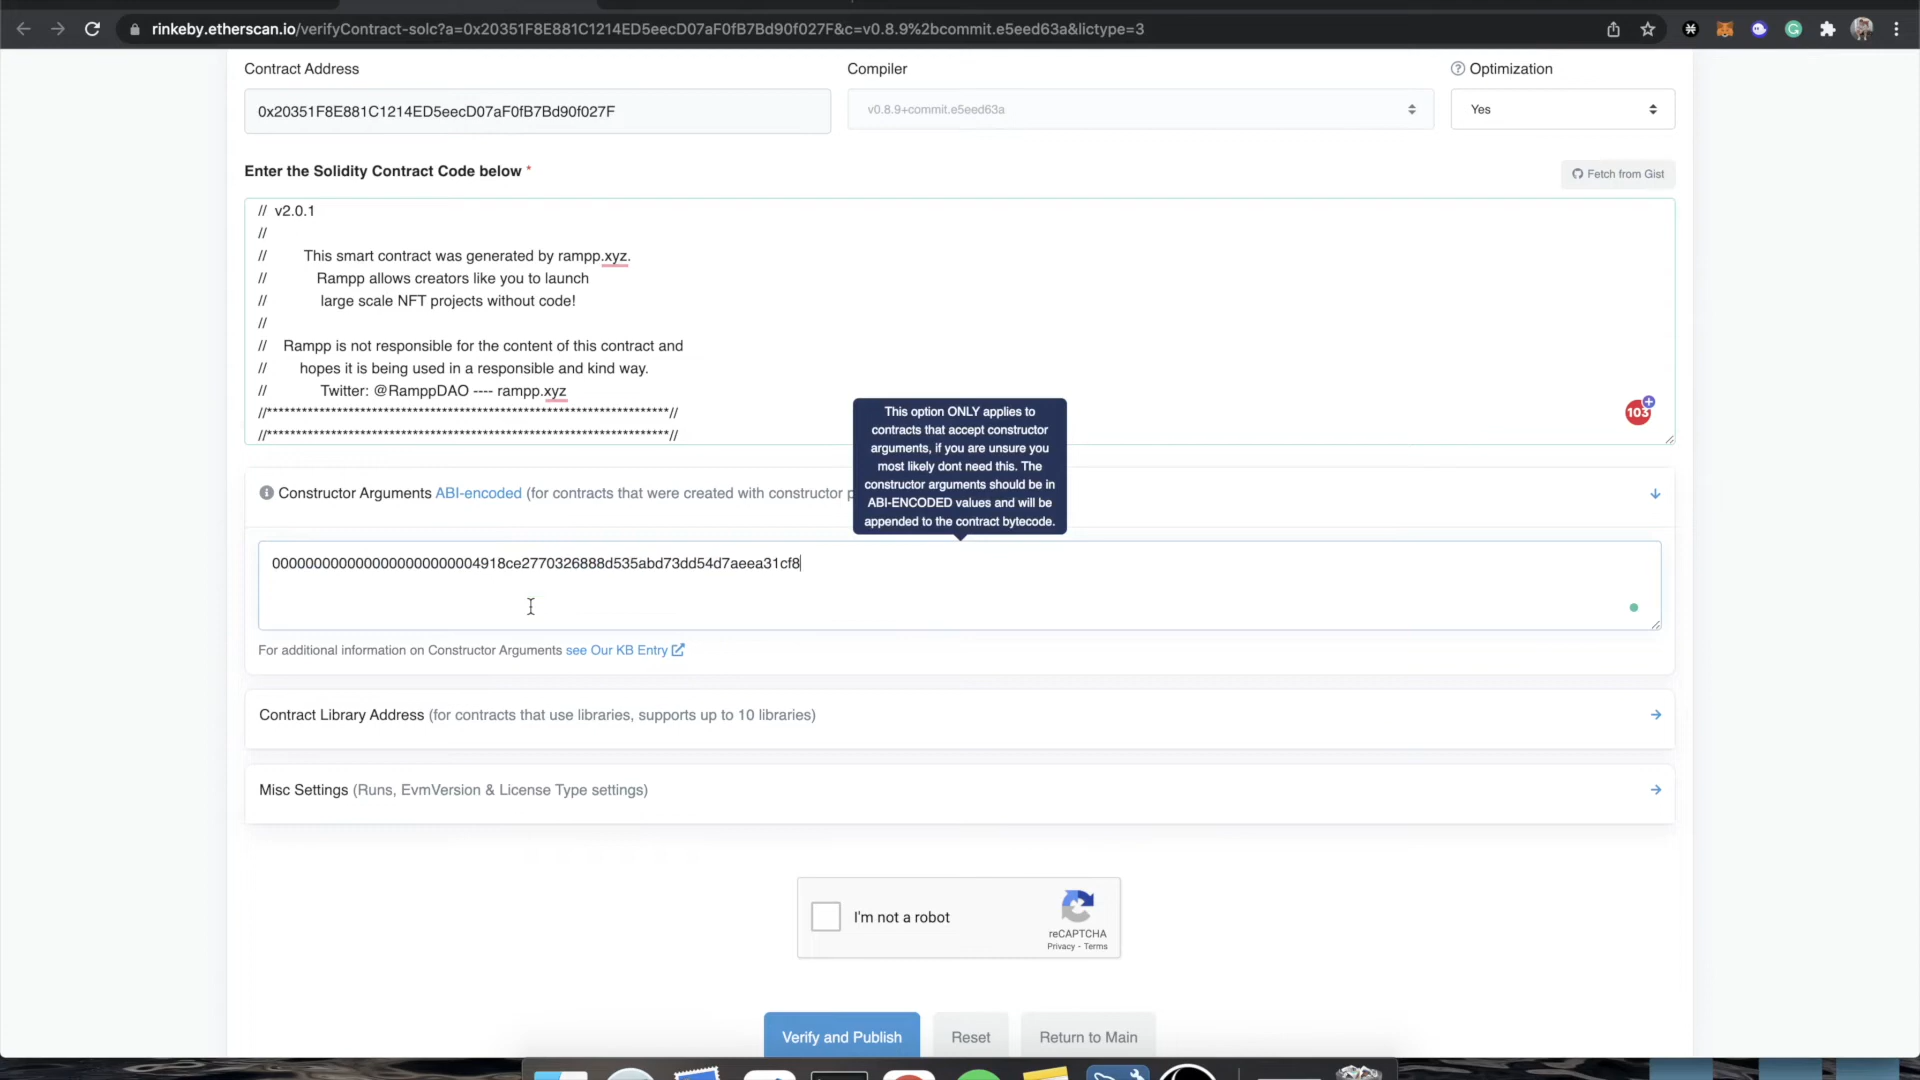 rinkeby.etherscan.io/verifyContract-solc?a=0x20351F8E881C1214ED5eecD07aF0fB7Bd90f027F&c=v0.8.9%2bcommit.e5eed63a&lictype=3
Contract Address
Compiler
Optimization
0x20351F8E881C1214ED5eecD07aF0fB7Bd90f027F
v0.8.9+commit.e5eed63a
Yes
Enter the Solidity Contract Code below *
Fetch from Gist
// v2.0.1
//
// This smart contract was generated by rampp.xyz.
// Rampp allows creators like you to launch
// large scale NFT projects without code!
//
// Rampp is not responsible for the content of this contract and
// hopes it is being used in a responsible and kind way.
// Twitter: @RamppDAO ---- rampp.xyz
//*********************************************************************//
//*********************************************************************//
103
This option ONLY applies to
contracts that accept constructor
arguments, if you are unsure you
most likely dont need this. The
constructor arguments should be in
ABI-ENCODED values and will be
appended to the contract bytecode.
Constructor Arguments ABI-encoded (for contracts that were created with constructor p
0000000000000000000000004918ce2770326888d535abd73dd54d7aeea31cf8
For additional information on Constructor Arguments see Our KB Entry
Contract Library Address (for contracts that use libraries, supports up to 10 libraries)
Misc Settings (Runs, EvmVersion & License Type settings)
I'm not a robot
reCAPTCHA
Privacy - Terms
Verify and Publish
Reset
Return to Main